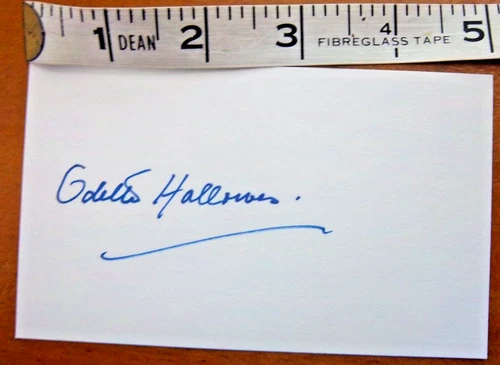 1 DEAN 2 3 FIBREGLASS TAPE 4 5
Odette Hallowes.